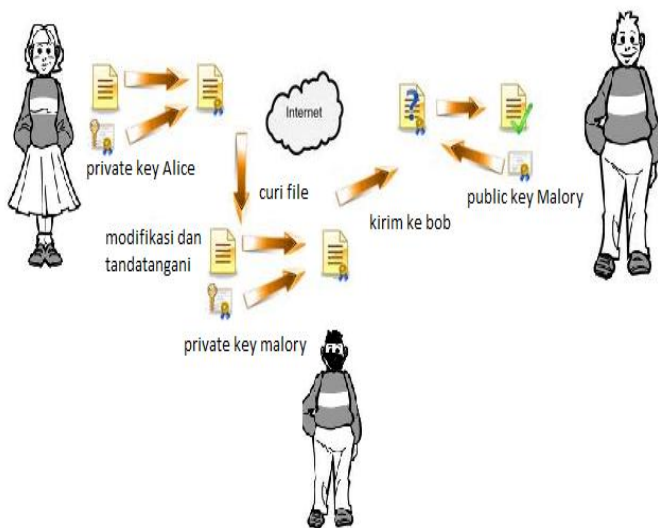 Internet
private key Alice
curi file
public key Malory
kirim ke bob
modifikasi dan
tandatangani
private key malory